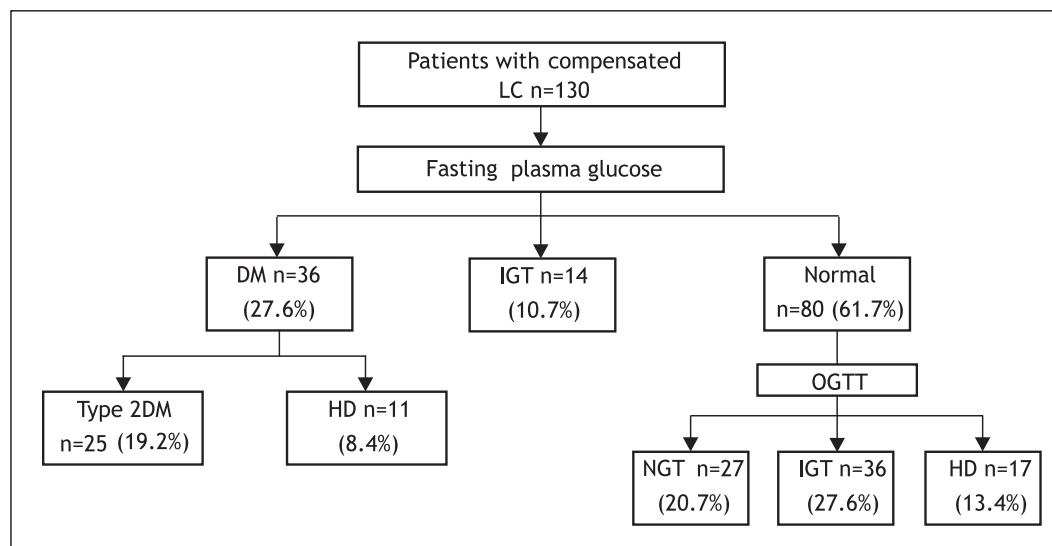 Patients with compensated
LC n=130
Fasting plasma glucose
DM n=36
(27.6%)
IGT n=14
(10.7%)
Normal
n=80 (61.7%)
OGTT
Type 2DM
n=25 (19.2%)
HD n=11
(8.4%)
NGT n=27
(20.7%)
IGT n=36
(27.6%)
HD n=17
(13.4%)